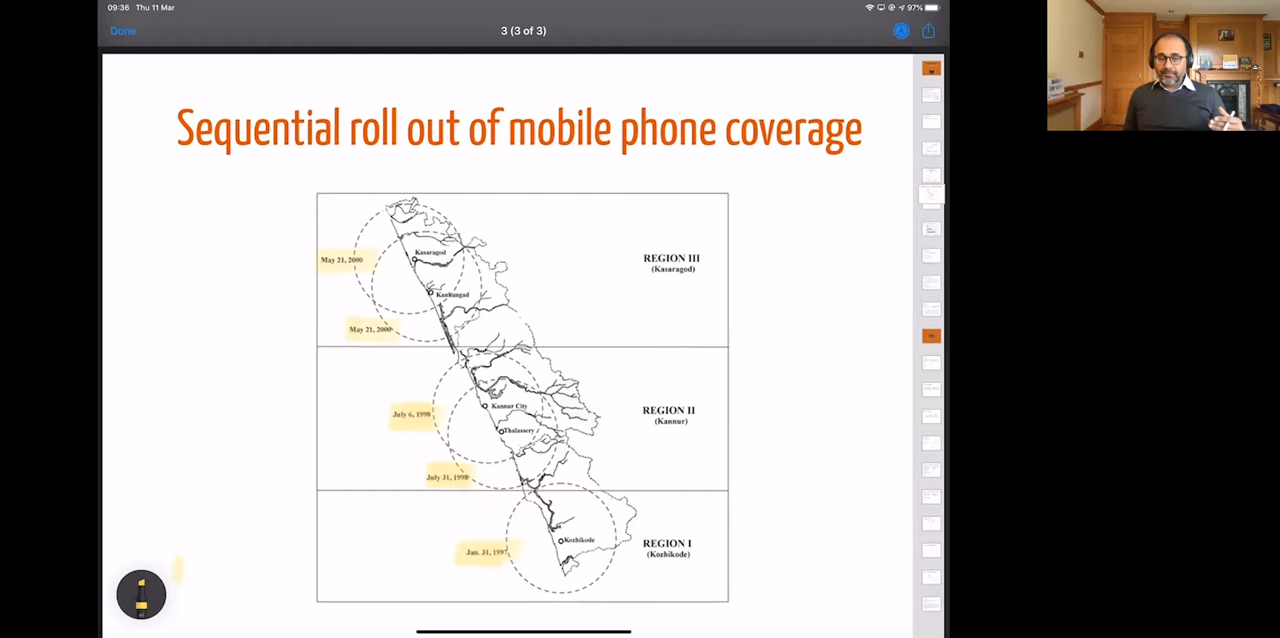 09:36 Thu 11 Mar
97%
Done
3 (3 of 3)
Sequential roll out of mobile phone coverage
May 21, 2000
Kasaragod
REGION III
(Kasaragod)
Kanhangad
May 21, 2000
July 6, 1998
Kannur City
REGION II
(Kannur)
Thalassery
July 31, 1998
Jan. 31, 1997
Kozhikode
REGION I
(Kozhikode)